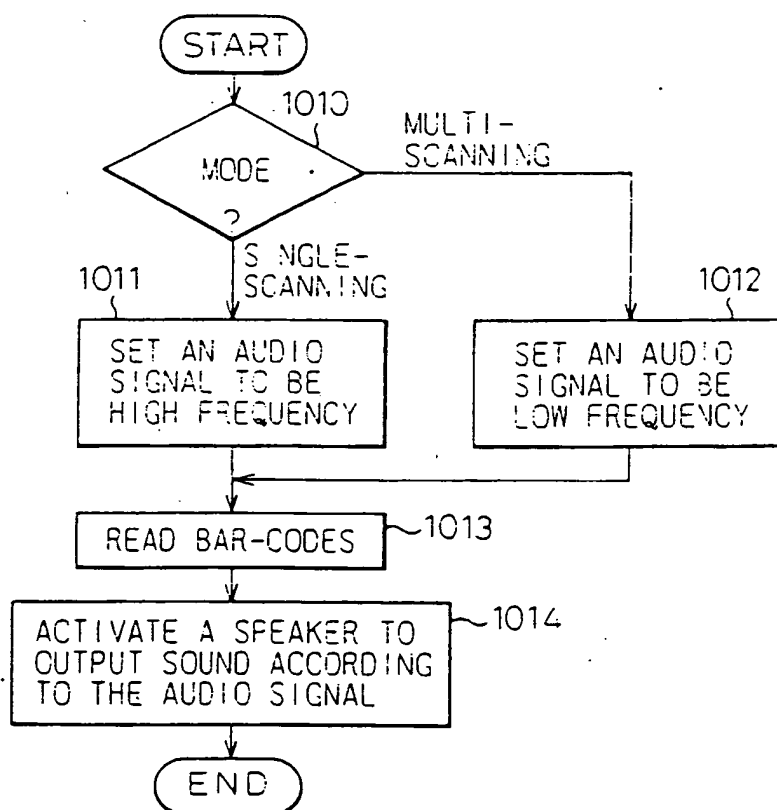 START
1010
MULTI-
SCANNING
MODE
?
SINGLE-
SCANNING
1011
1012
SET AN AUDIO
SIGNAL TO BE
HIGH FREQUENCY
SET AN AUDIO
SIGNAL TO BE
LOW FREQUENCY
READ BAR-CODES
1013
ACTIVATE A SPEAKER TO
OUTPUT SOUND ACCORDING
TO THE AUDIO SIGNAL
1014
END